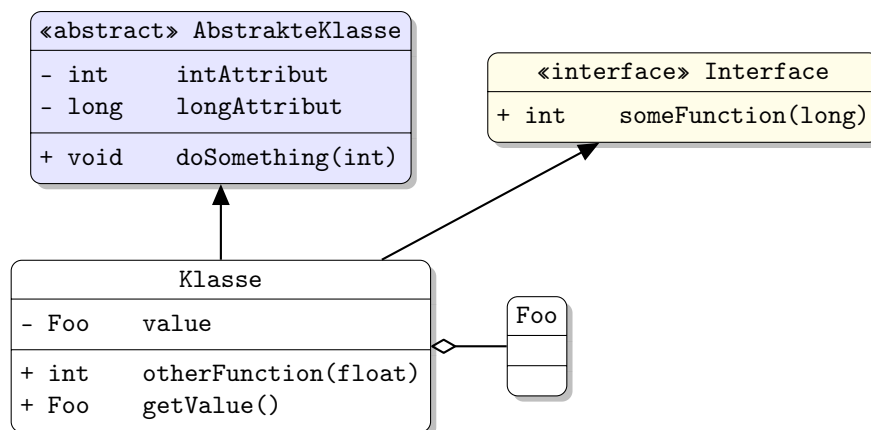 «abstract» AbstrakteKlasse
- int intAttribut
- long longAttribut
+ void doSomething(int)
«interface» Interface
+ int someFunction(long)
Klasse
- Foo value
+ int otherFunction(float)
+ Foo getValue()
Foo